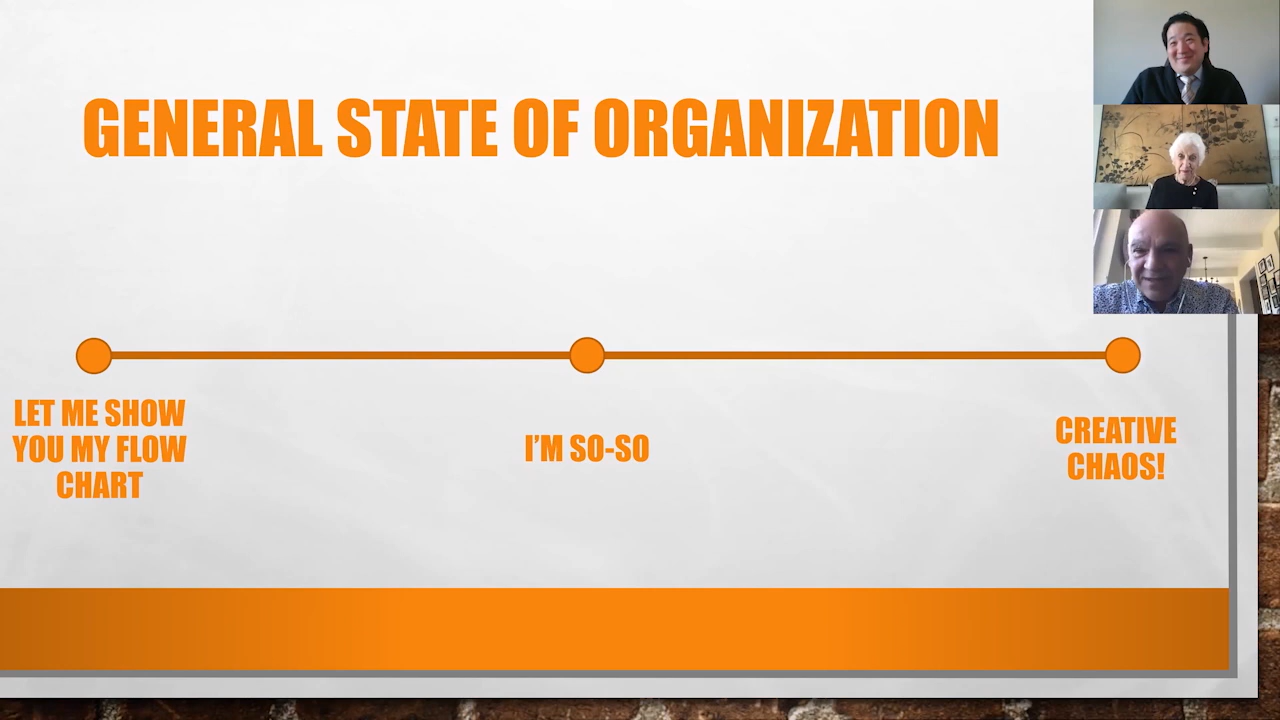 GENERAL STATE OF ORGANIZATION
LET ME SHOW
YOU MY FLOW
CHART
I'M SO-SO
CREATIVE
CHAOS!